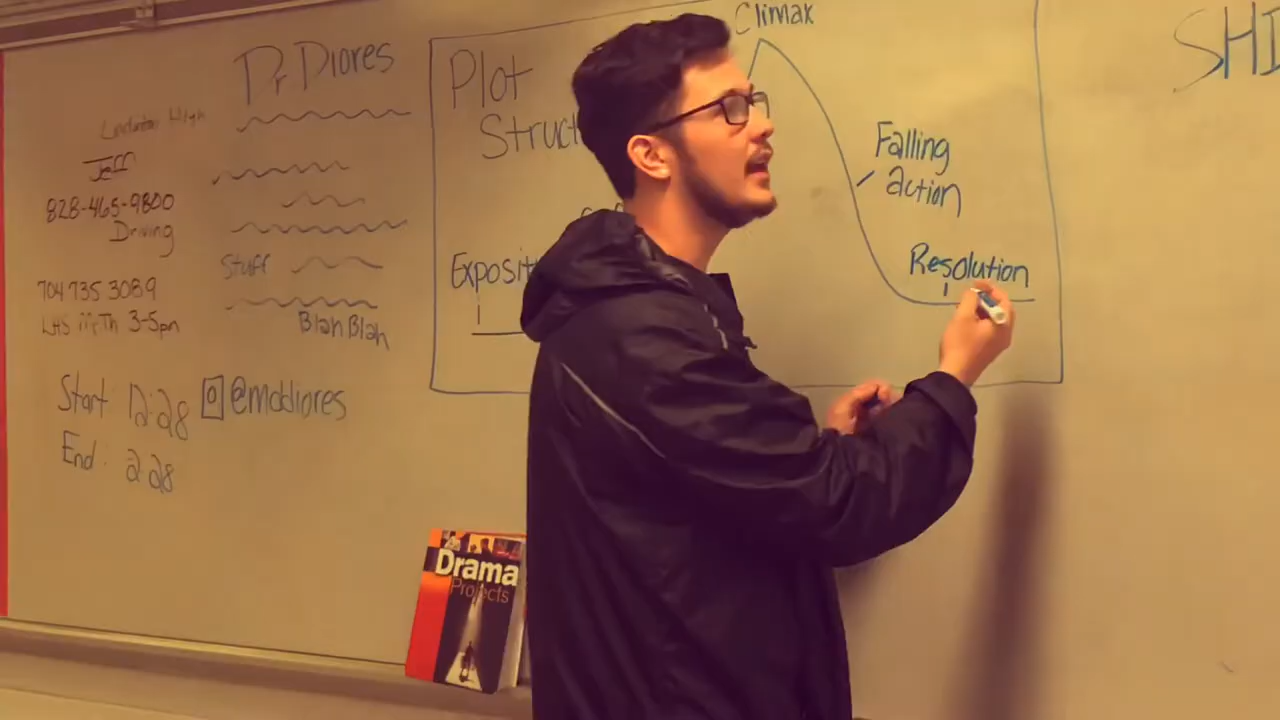 Jeff
828-465-9800
Driving
704 735 3089
LHS 3-5pm
Start: 12:28
End: 2:28
Dr Diores
Stuff
Blah Blah
@mddiores
Plot
Struct
Exposit
Climax
Falling
action
Resolution
SHI
Drama
Projects